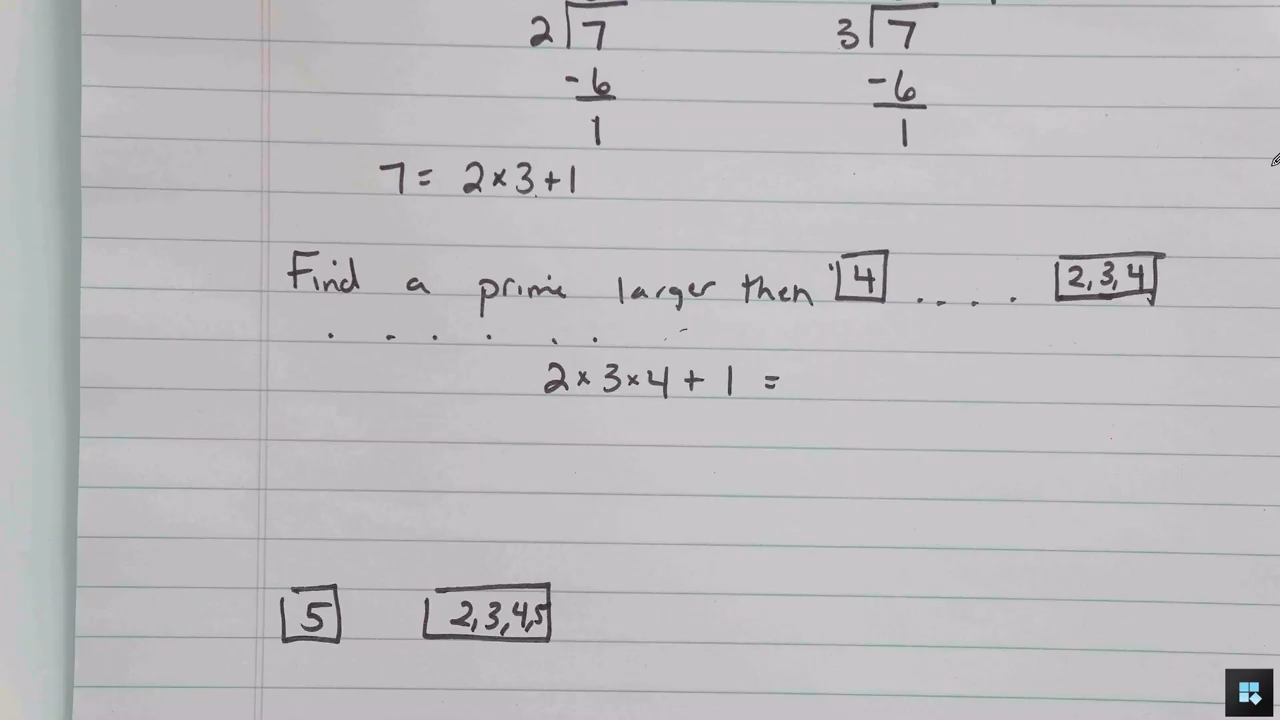 2 7 3 7
-6 -6
1 1
7 = 2 × 3 + 1
Find a prime larger then 4 . . . . 2,3,4
. . . . . .
2 × 3 × 4 + 1 =
5 2,3,4,5